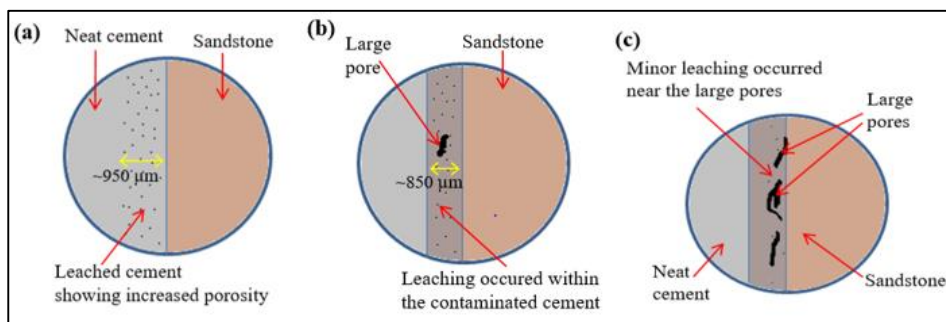 (a)
Neat cement
Sandstone
~950 µm
Leached cement
showing increased porosity
(b)
Large
pore
Sandstone
~850 µm
Leaching occured within
the contaminated cement
(c)
Minor leaching occurred
near the large pores
Large
pores
Neat
cement
Sandstone